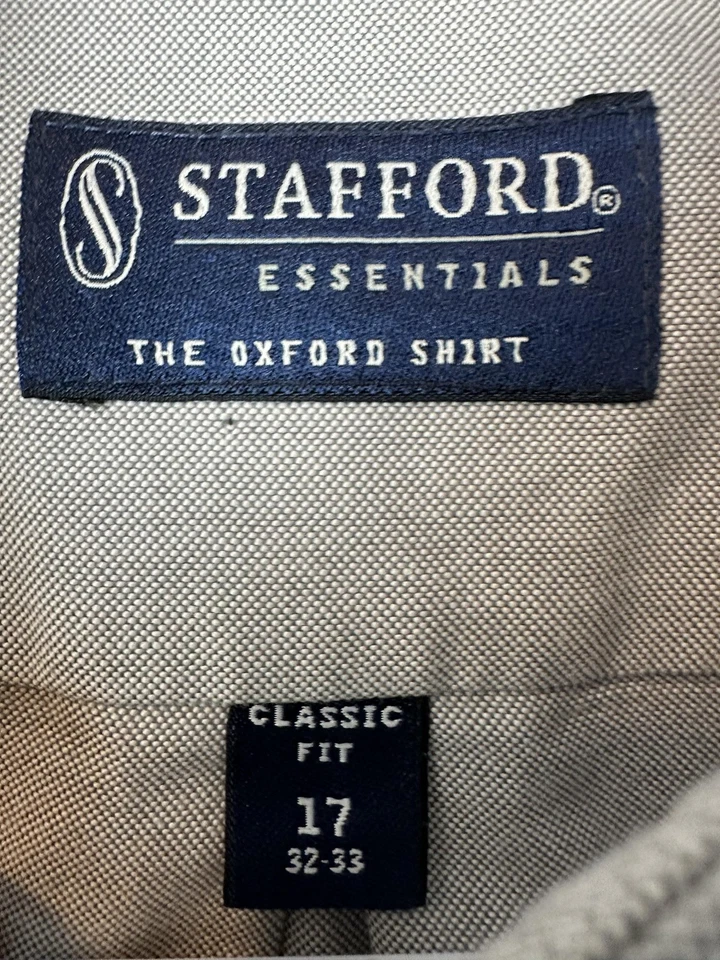 S STAFFORD®
ESSENTIALS
THE OXFORD SHIRT
CLASSIC
FIT
17
32-33